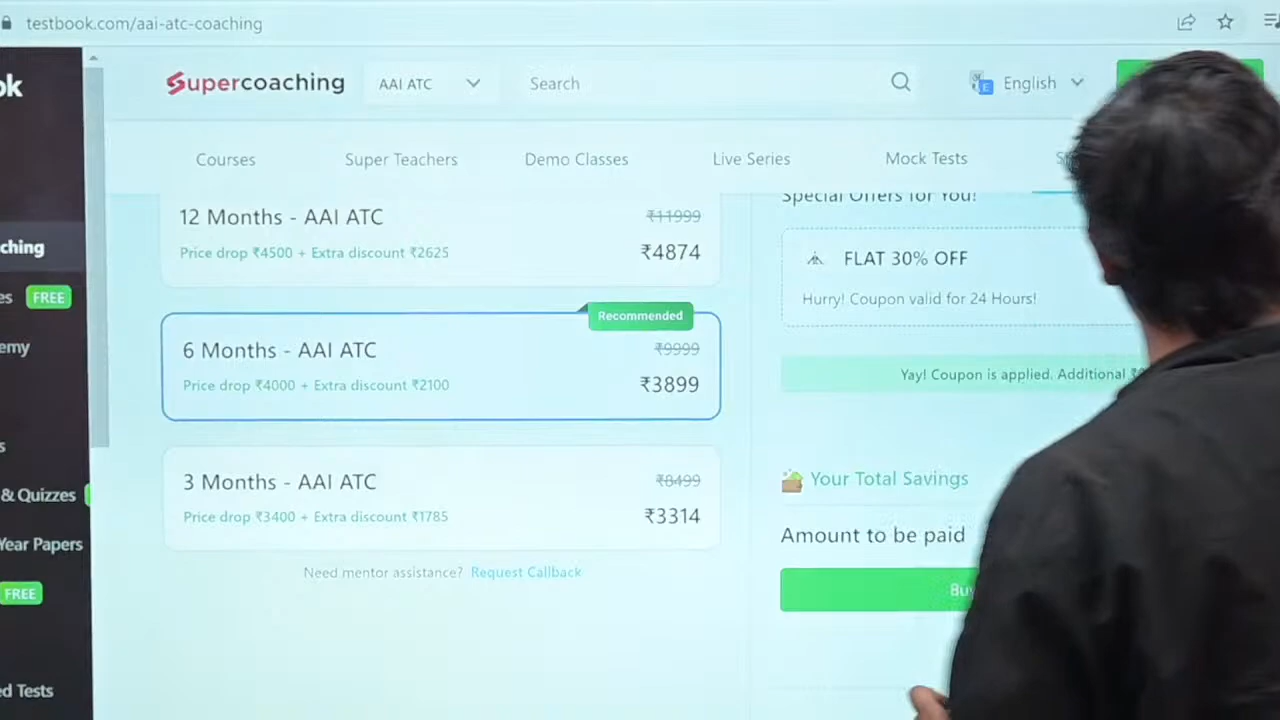 testbook.com/aai-atc-coaching
ok
Supercoaching
AAI ATC
Search
English
Courses
Super Teachers
Demo Classes
Live Series
Mock Tests
ching
es FREE
emy
s
& Quizzes
Year Papers
FREE
ed Tests
12 Months - AAI ATC
₹11999
Price drop ₹4500 + Extra discount ₹2625
₹4874
Recommended
6 Months - AAI ATC
₹9999
Price drop ₹4000 + Extra discount ₹2100
₹3899
3 Months - AAI ATC
₹8499
Price drop ₹3400 + Extra discount ₹1785
₹3314
Need mentor assistance? Request Callback
Special Offers for You!
FLAT 30% OFF
Hurry! Coupon valid for 24 Hours!
Yay! Coupon is applied. Additional
Your Total Savings
Amount to be paid
Bu